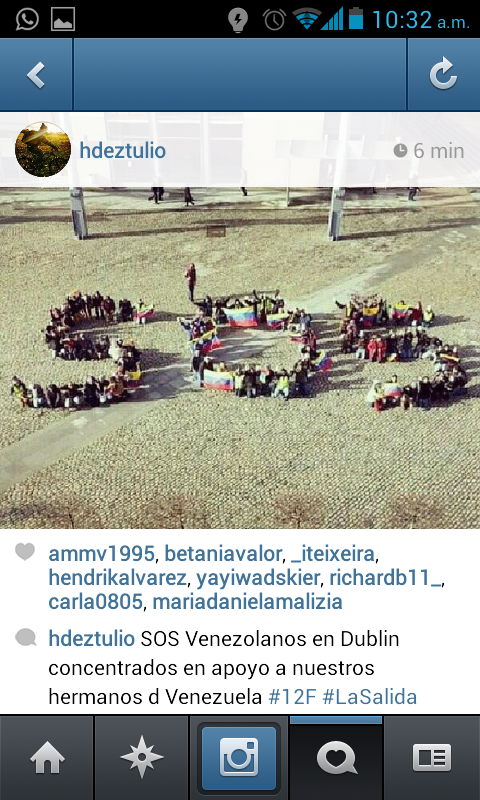 10:32 a.m.
hdeztulio 6 min
SOS
ammv1995, betaniavalor, _iteixeira,
hendrikalvarez, yayiwadskier, richardb11_,
carla0805, mariadanielamalizia
hdeztulio SOS Venezolanos en Dublin
concentrados en apoyo a nuestros
hermanos d Venezuela #12F #LaSalida